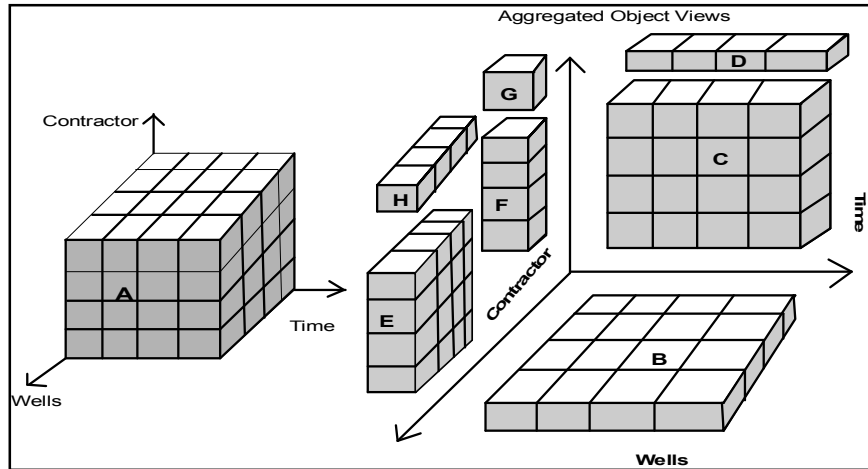 Aggregated Object Views
D
G
Contractor
C
H
F
Time
A
E
Contractor
Time
B
Wells
Wells